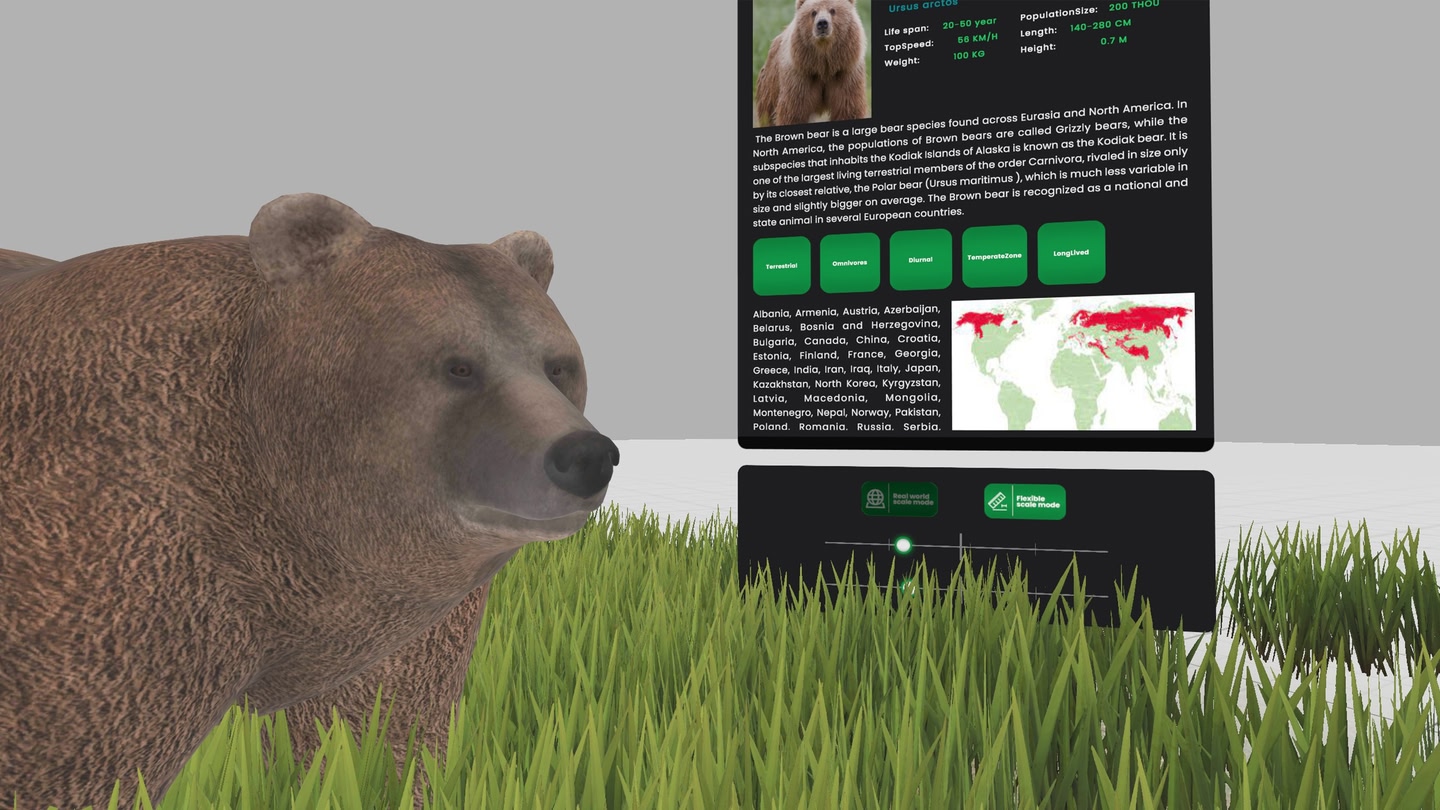 Ursus arctos
Life span: 20-50 year
TopSpeed: 56 KM/H
Weight: 100 KG
PopulationSize: 200 THOU
Length: 140-280 CM
Height: 0.7 M
The Brown bear is a large bear species found across Eurasia and North America. In
North America, the populations of Brown bears are called Grizzly bears, while the
subspecies that inhabits the Kodiak Islands of Alaska is known as the Kodiak bear. It is
one of the largest living terrestrial members of the order Carnivora, rivaled in size only
by its closest relative, the Polar bear (Ursus maritimus ), which is much less variable in
size and slightly bigger on average. The Brown bear is recognized as a national and
state animal in several European countries.
Terrestrial
Omnivores
Diurnal
TemperateZone
LongLived
Albania, Armenia, Austria, Azerbaijan,
Belarus, Bosnia and Herzegovina,
Bulgaria, Canada, China, Croatia,
Estonia, Finland, France, Georgia,
Greece, India, Iran, Iraq, Italy, Japan,
Kazakhstan, North Korea, Kyrgyzstan,
Latvia, Macedonia, Mongolia,
Montenegro, Nepal, Norway, Pakistan,
Poland, Romania, Russia, Serbia,
Real world
scale mode
Flexible
scale mode